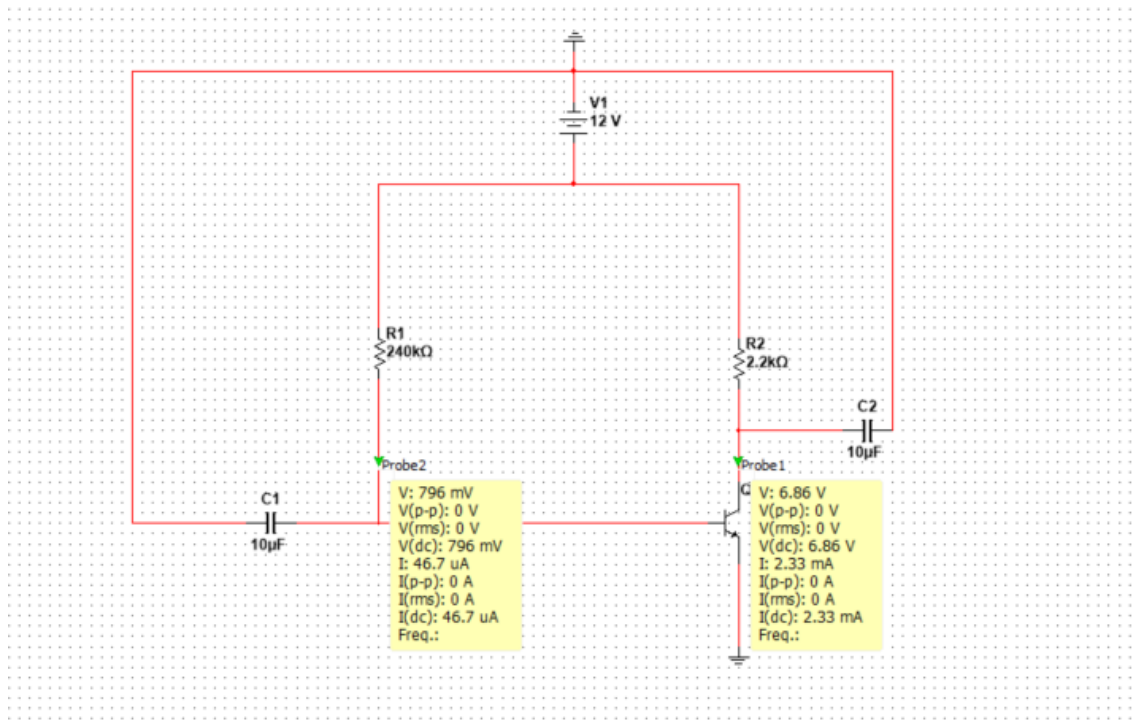 V1
12 V
R1
240kΩ
R2
2.2kΩ
C2
10µF
Probe2
Probe1
C1
10µF
V: 796 mV
V(p-p): 0 V
V(rms): 0 V
V(dc): 796 mV
I: 46.7 uA
I(p-p): 0 A
I(rms): 0 A
I(dc): 46.7 uA
Freq.:
V: 6.86 V
V(p-p): 0 V
V(rms): 0 V
V(dc): 6.86 V
I: 2.33 mA
I(p-p): 0 A
I(rms): 0 A
I(dc): 2.33 mA
Freq.: